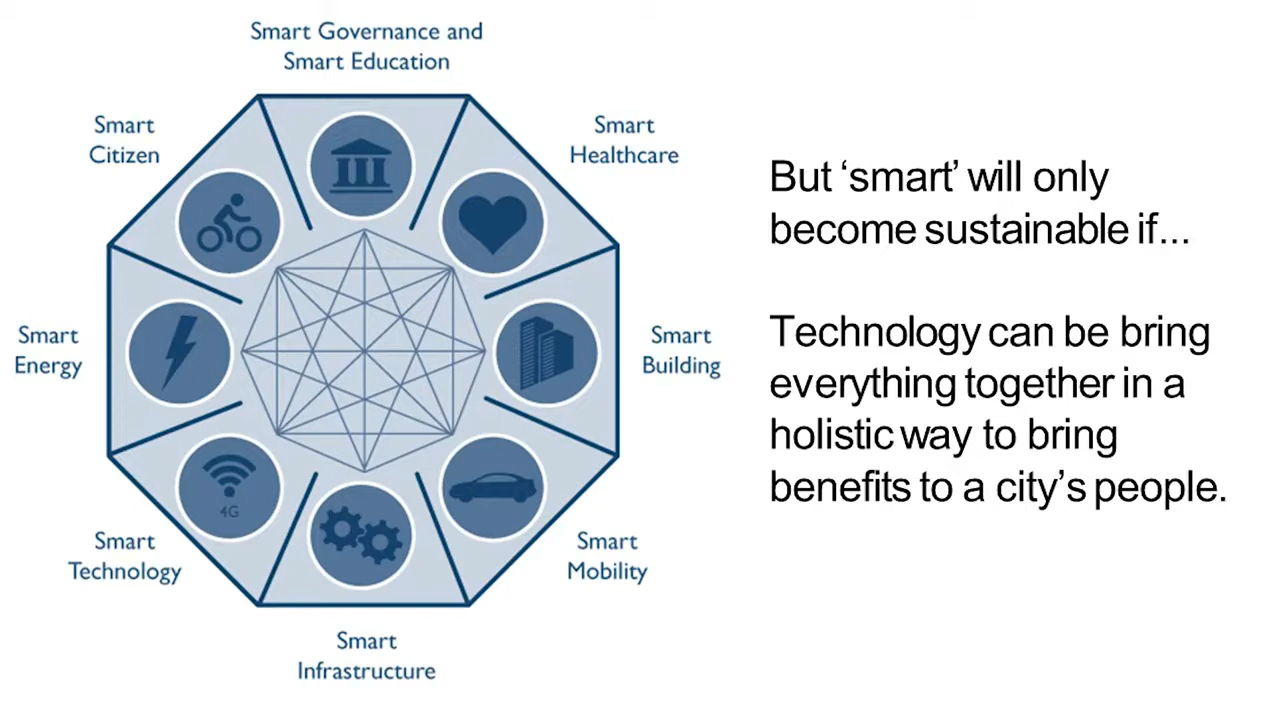 Smart Governance and
Smart Education
Smart
Citizen
Smart
Healthcare
Smart
Energy
Smart
Building
4G
Smart
Technology
Smart
Mobility
Smart
Infrastructure
But ‘smart’ will only
become sustainable if...
Technology can be bring
everything together in a
holistic way to bring
benefits to a city’s people.